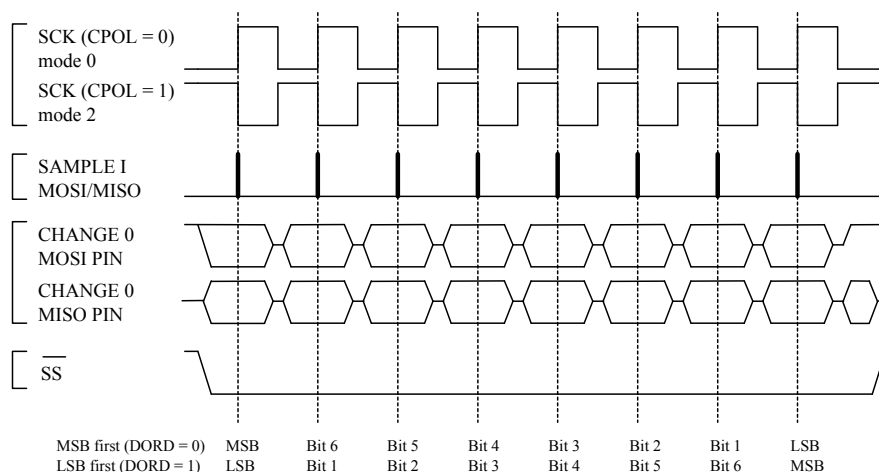 SCK (CPOL = 0)
mode 0
SCK (CPOL = 1)
mode 2
SAMPLE I
MOSI/MISO
CHANGE 0
MOSI PIN
CHANGE 0
MISO PIN
SS
MSB first (DORD = 0) MSB Bit 6 Bit 5 Bit 4 Bit 3 Bit 2 Bit 1 LSB
LSB first (DORD = 1) LSB Bit 1 Bit 2 Bit 3 Bit 4 Bit 5 Bit 6 MSB